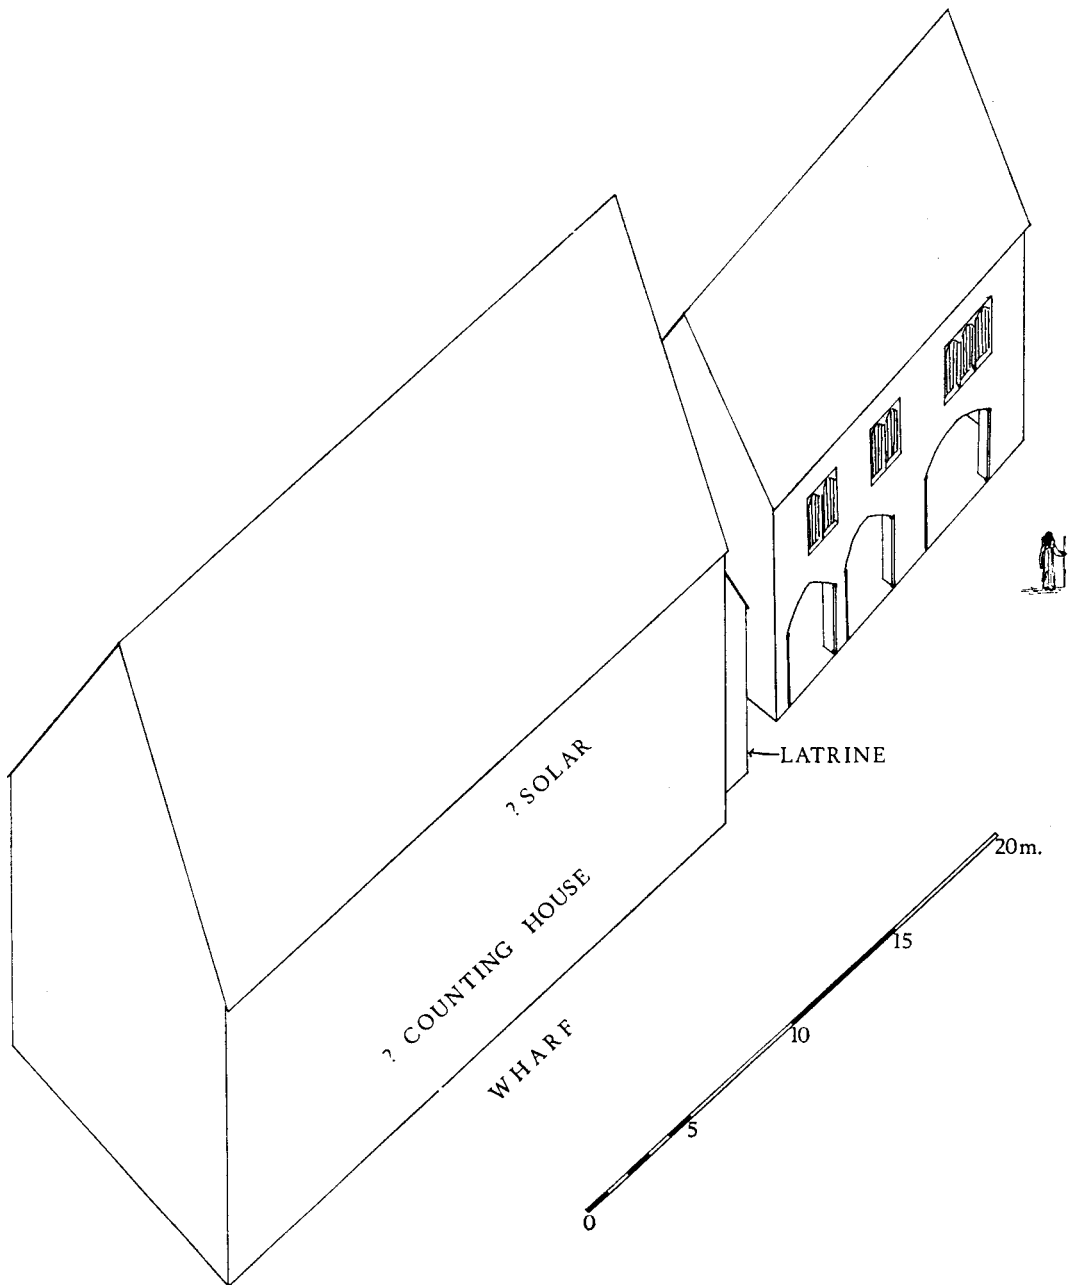 ? SOLAR
LATRINE
? COUNTING HOUSE
WHARF
20m.
15
10
5
0